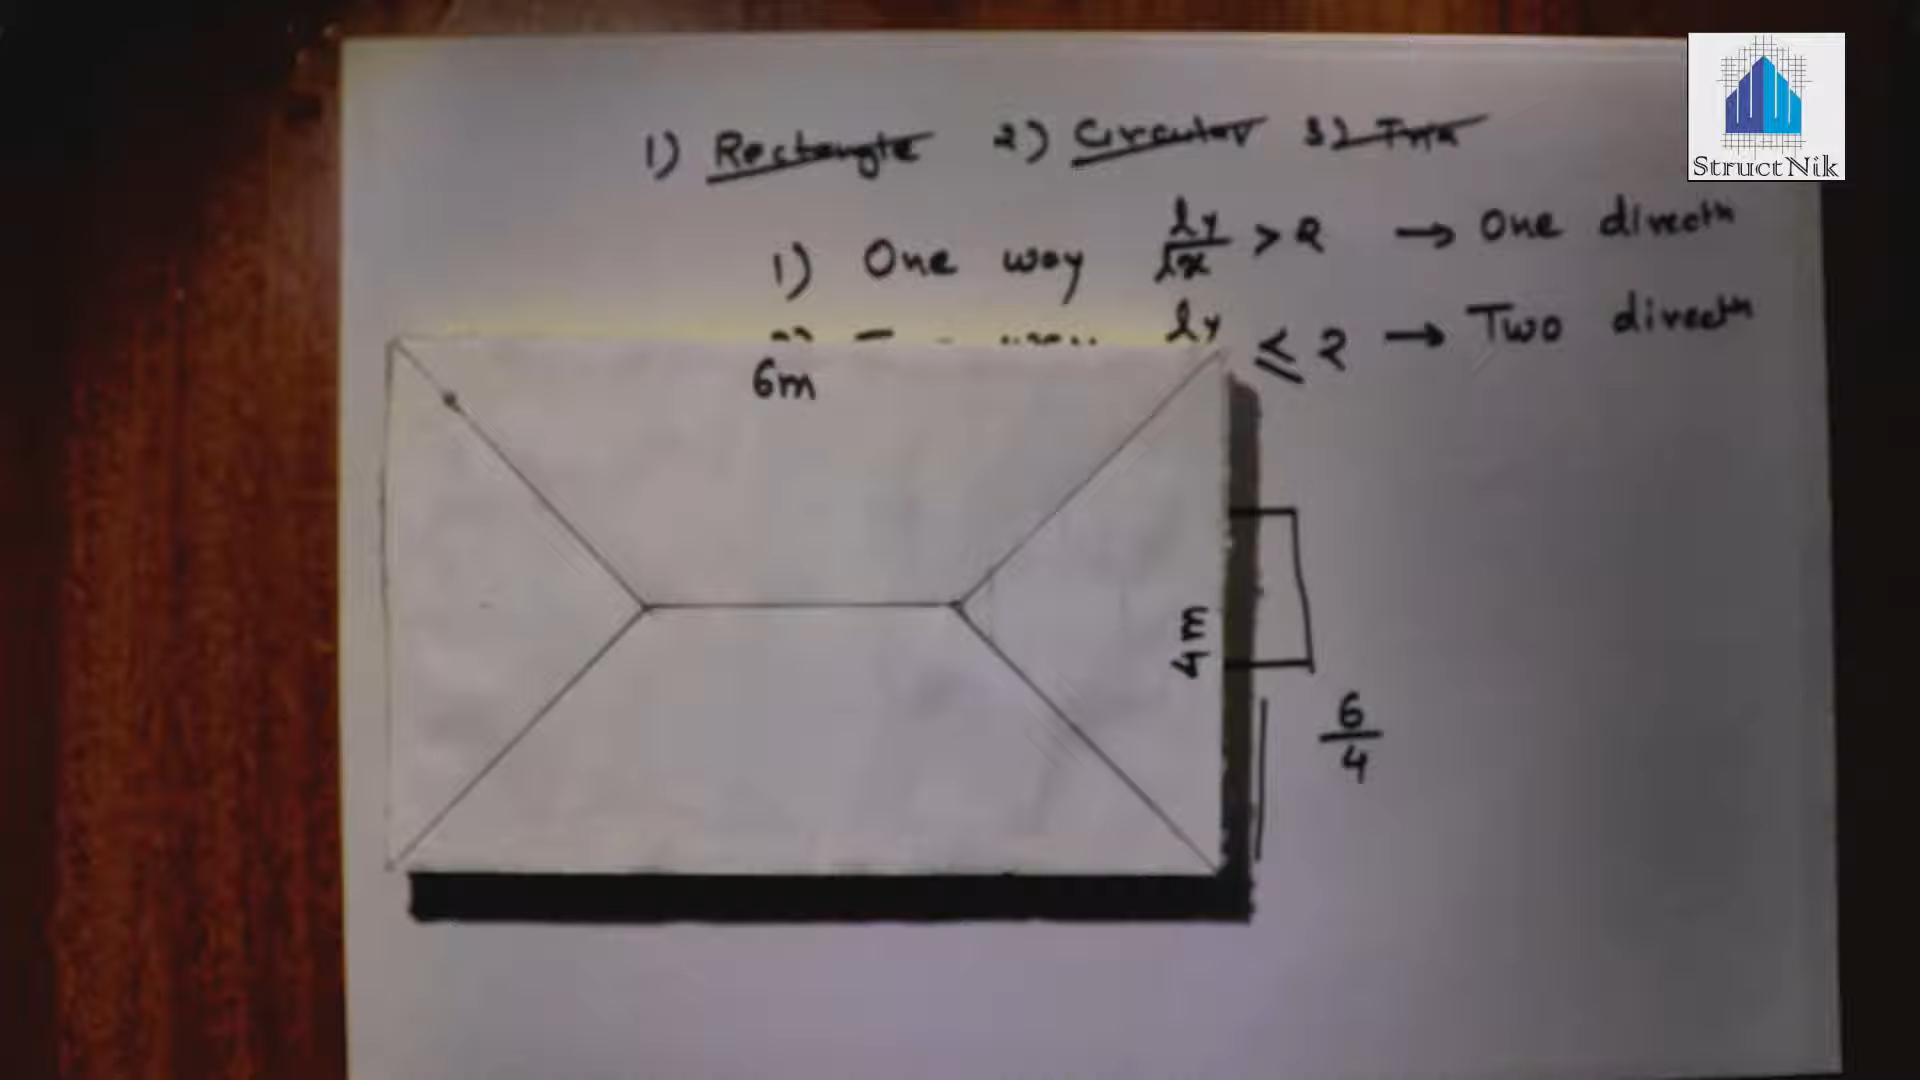 1) Rectangle 2) Circular 3)
StructNik
1) One way ly/lx > 2 → One directn
ly ≤ 2 → Two directn
6m
4m
6/4